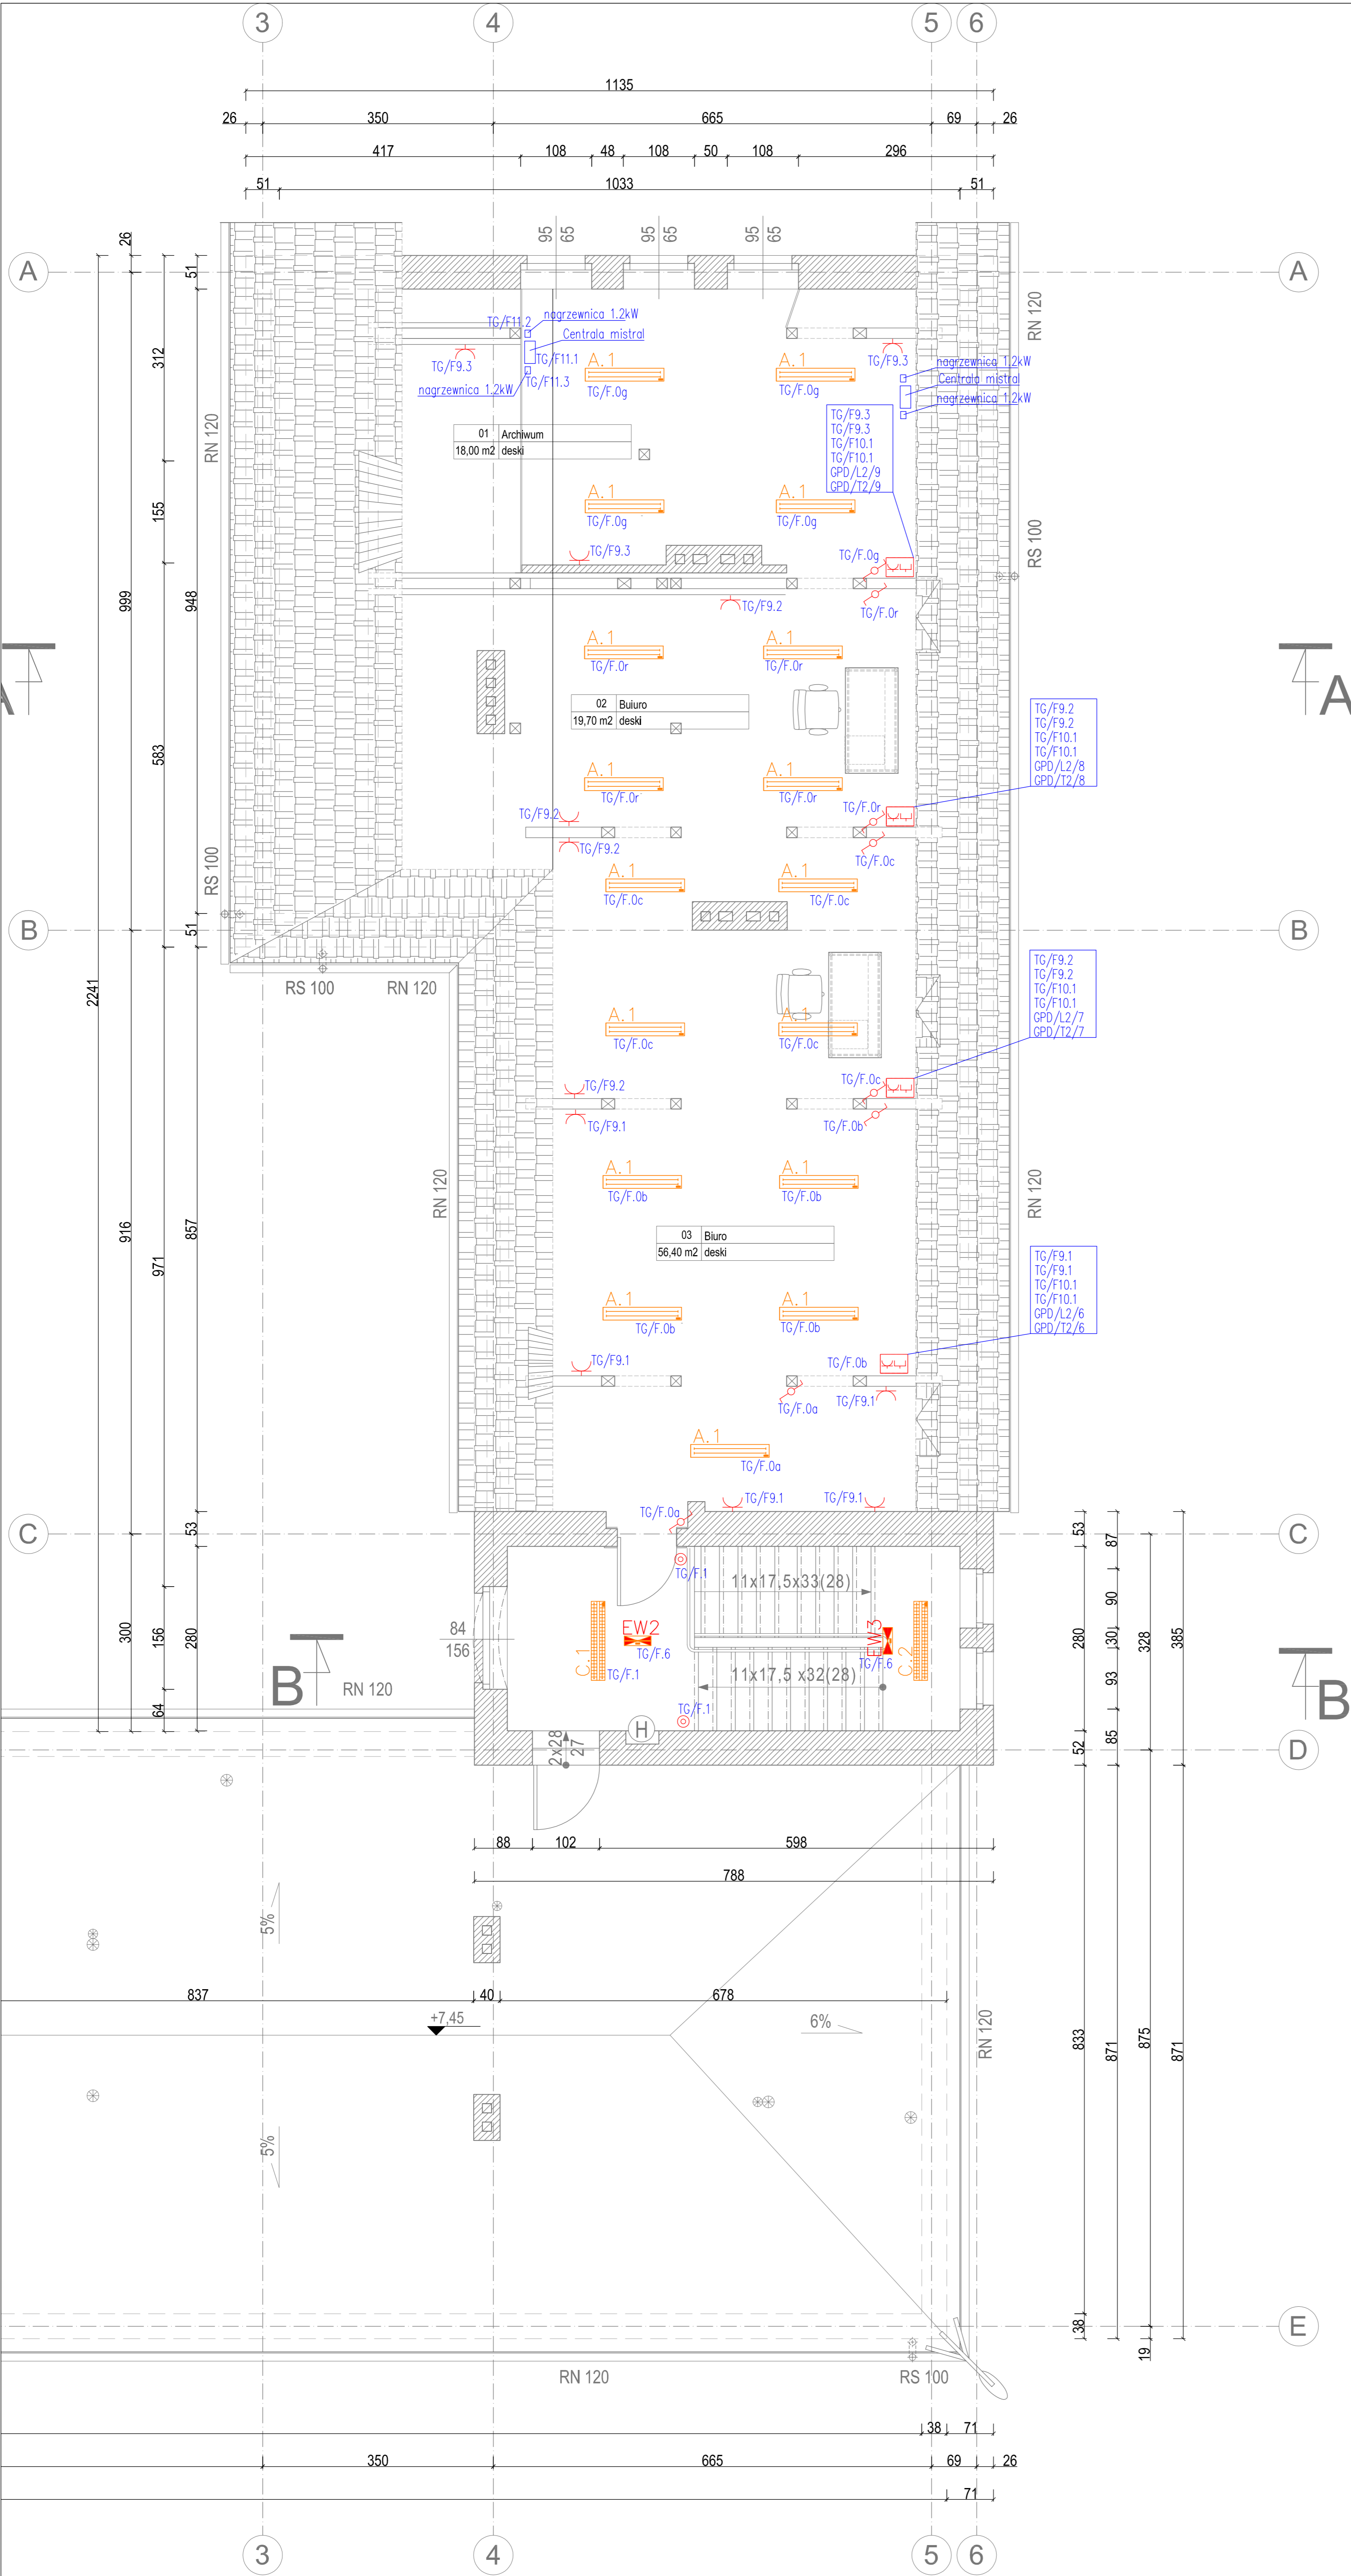 3 4 5 6
1135
26 350 665 69 26
417 108 48 108 50 108 296
51 1033 51
95 65 95 65 95 65
26
51
A A
RN 120
TG/F11.2
nagrzewnica 1.2kW
Centrala mistral
TG/F11.1
TG/F9.3
TG/F11.3
nagrzewnica 1.2kW
A.1
TG/F.0g
A.1
TG/F.0g
TG/F9.3
nagrzewnica 1.2kW
Centrala mistral
nagrzewnica 1.2kW
312
RN 120
TG/F9.3
TG/F9.3
TG/F10.1
TG/F10.1
GPD/L2/9
GPD/T2/9
01 Archiwum
18,00 m2 deski
155
A.1
TG/F.0g
A.1
TG/F.0g
RS 100
TG/F9.3
TG/F.0g
TG/F.0r
TG/F9.2
999
948
A.1
TG/F.0r
A.1
TG/F.0r
A A
02 Buiuro
19,70 m2 deski
583
TG/F9.2
TG/F9.2
TG/F10.1
TG/F10.1
GPD/L2/8
GPD/T2/8
A.1
TG/F.0r
A.1
TG/F.0r
TG/F9.2
TG/F9.2
TG/F.0r
TG/F.0c
RS 100
A.1
TG/F.0c
A.1
TG/F.0c
B B
51
2241
RS 100 RN 120
TG/F9.2
TG/F9.2
TG/F10.1
TG/F10.1
GPD/L2/7
GPD/T2/7
A.1
TG/F.0c
A.1
TG/F.0c
TG/F9.2
TG/F9.1
TG/F.0c
TG/F.0b
RN 120
RN 120
A.1
TG/F.0b
A.1
TG/F.0b
916
971
857
03 Biuro
56,40 m2 deski
TG/F9.1
TG/F9.1
TG/F10.1
TG/F10.1
GPD/L2/6
GPD/T2/6
A.1
TG/F.0b
A.1
TG/F.0b
TG/F9.1
TG/F.0b
TG/F.0a
TG/F9.1
A.1
TG/F.0a
TG/F9.1
TG/F9.1
TG/F.0a
C C
53
53
87
TG/F.1
11x17,5x33(28)
84
156
EW2
TG/F.6
C.1
TG/F.1
EW3
TG/F.6
C.2
11x17,5 x32(28)
TG/F.1
H
2x28
27
300
156
280
64
280
90
30
93
85
328
385
52
B B
RN 120
D
88 102 598
788
5%
837 40 678
+7,45
6%
RN 120
5%
833
871
875
871
E
38
19
RN 120
RS 100
38 71
350 665 69 26
71
3 4 5 6